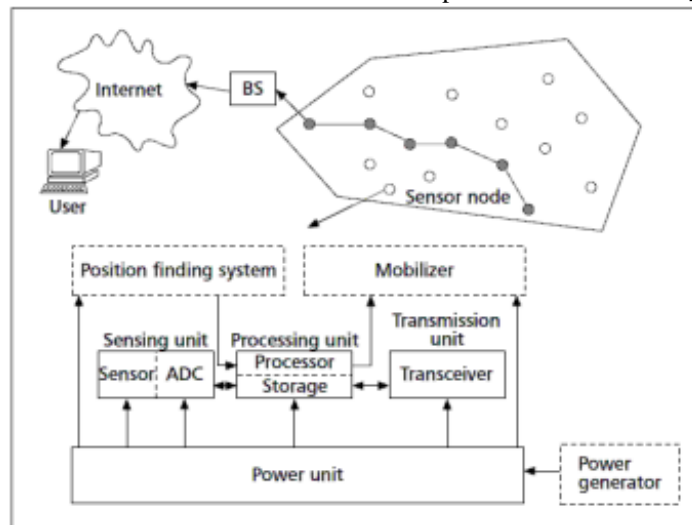 Internet
BS
User
Sensor node
Position finding system
Mobilizer
Sensing unit
Processing unit
Transmission
unit
Sensor
ADC
Processor
Storage
Transceiver
Power unit
Power
generator